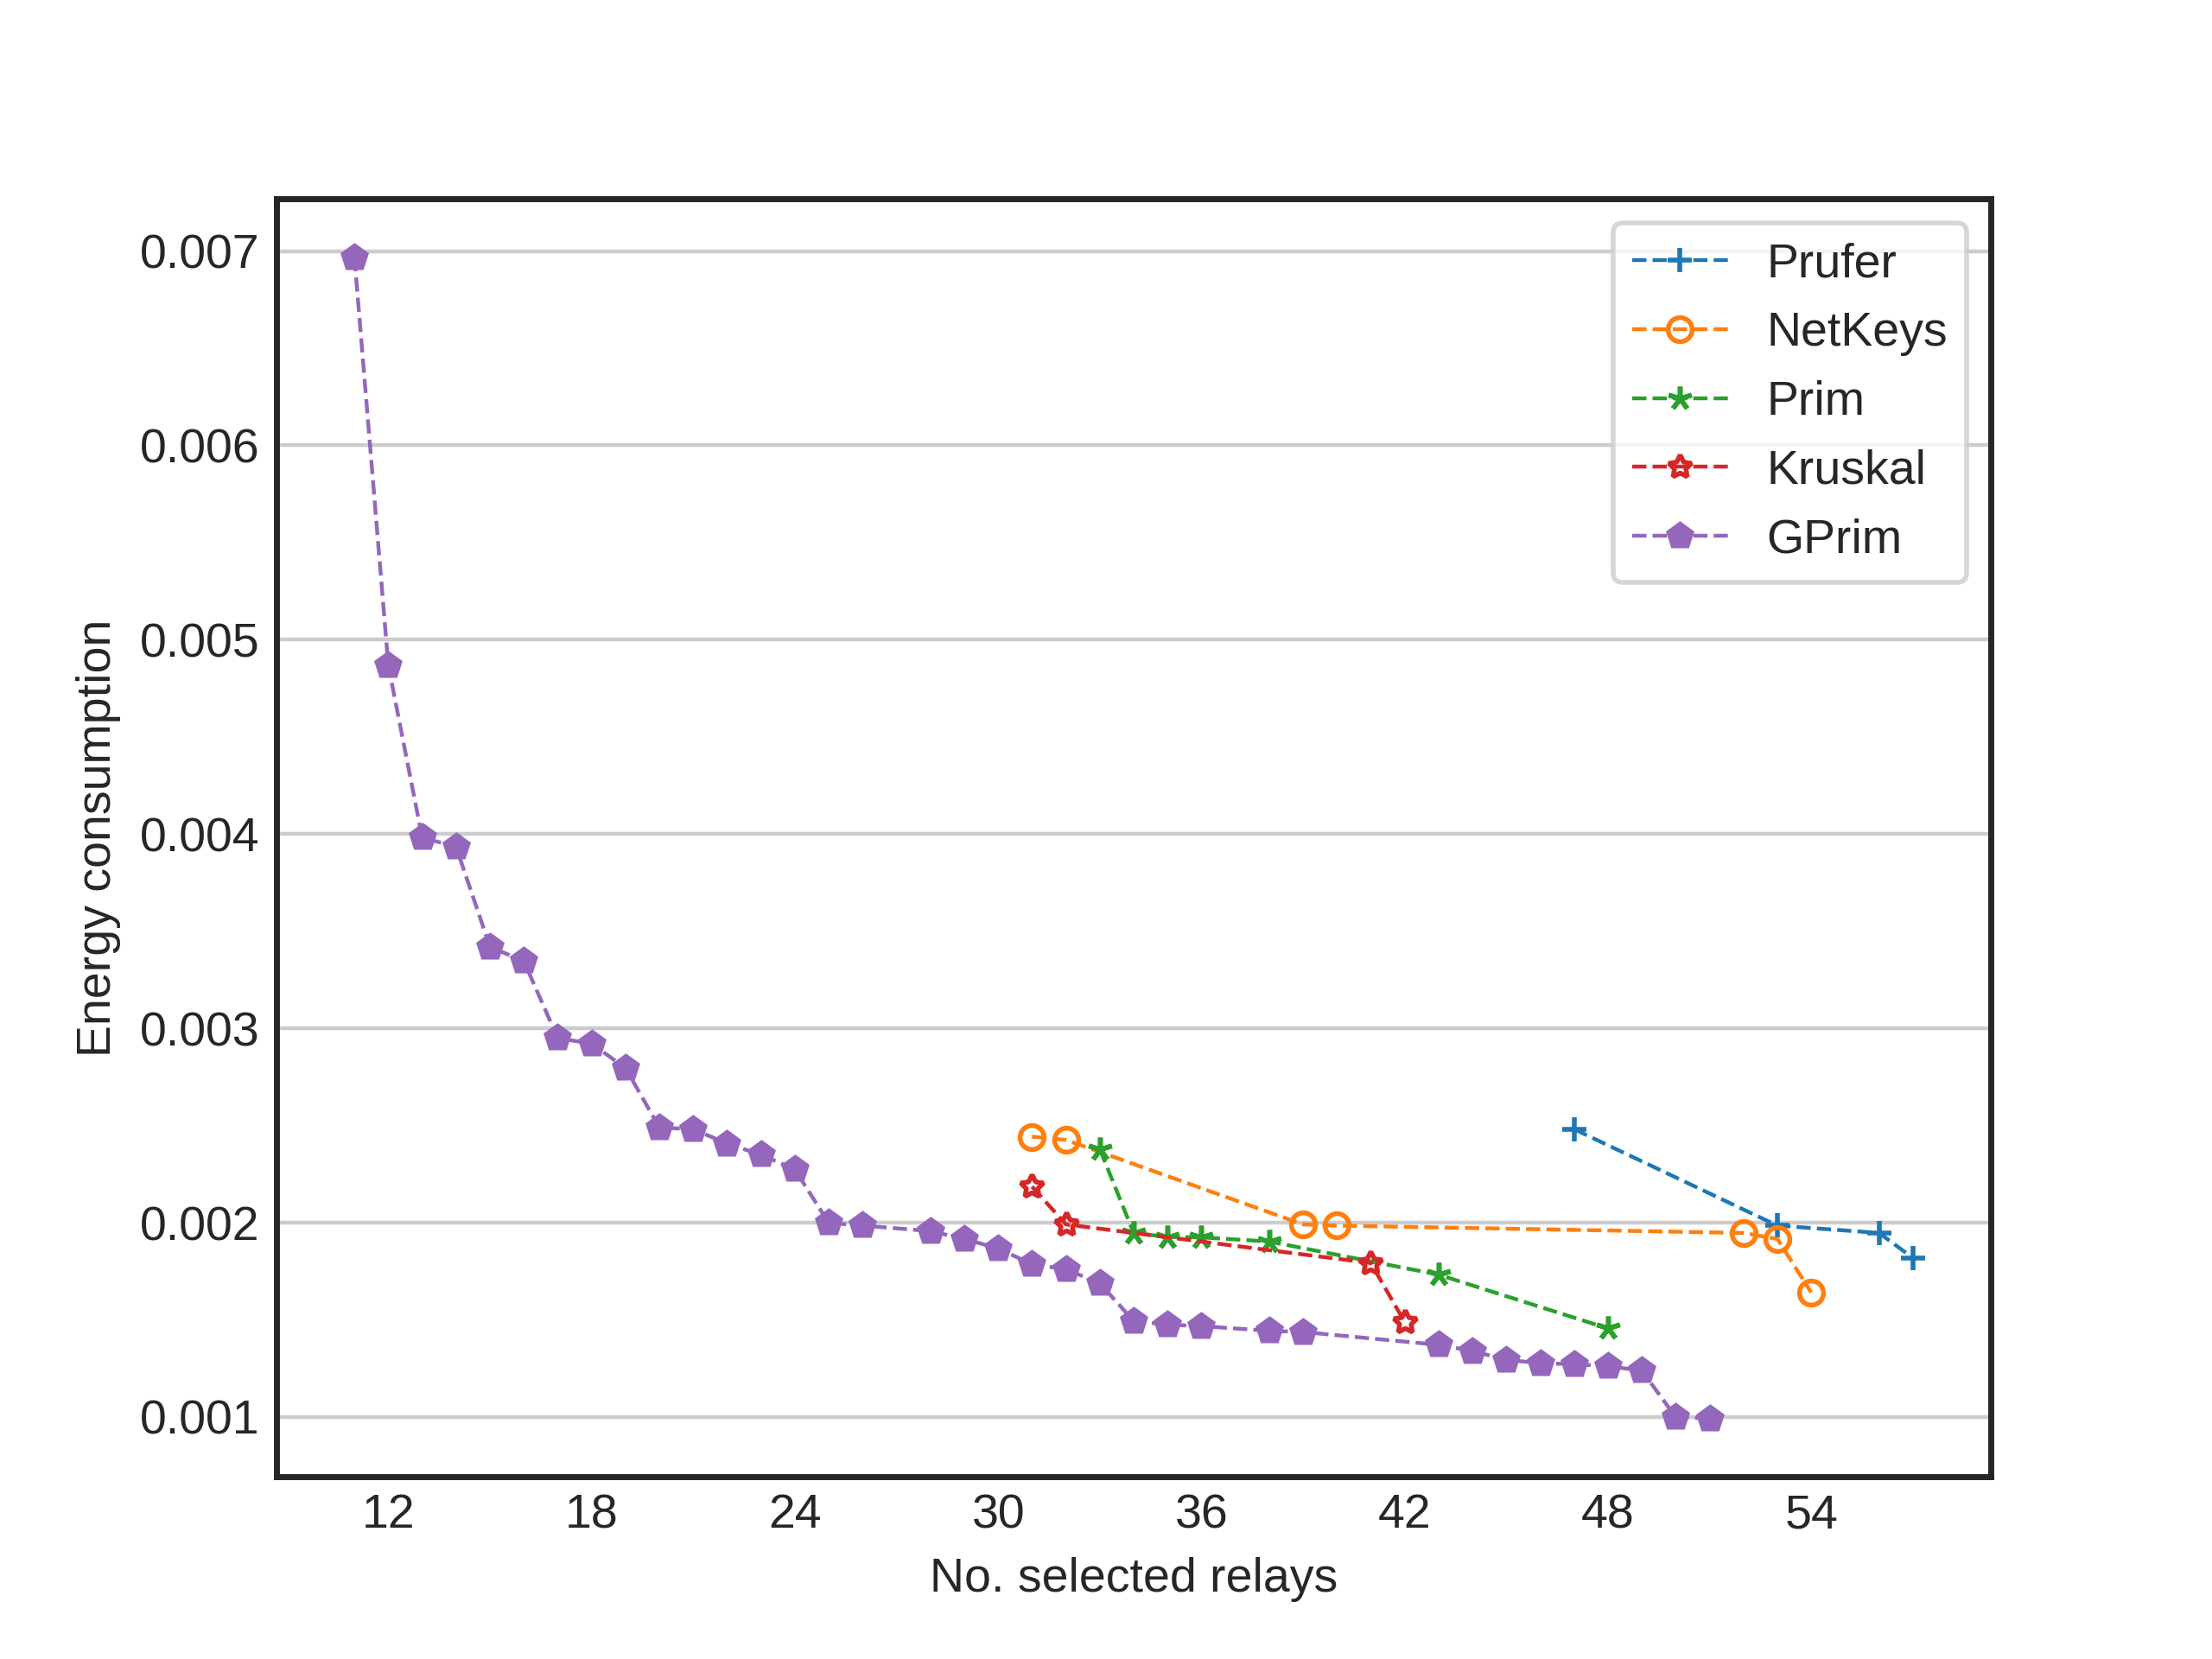 0.007
0.006
0.005
0.004
0.003
0.002
0.001
Energy consumption
12 18 24 30 36 42 48 54
No. selected relays
Prufer
NetKeys
Prim
Kruskal
GPrim